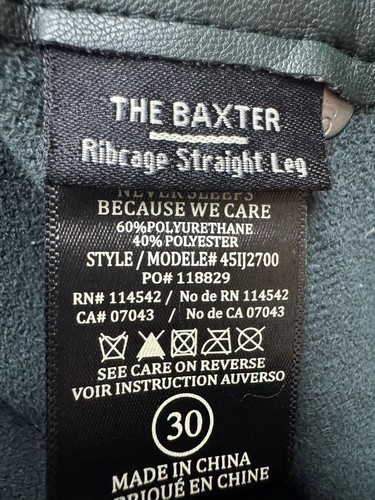 THE BAXTER
Ribcage Straight Leg
NEVER SLEEPS
BECAUSE WE CARE
60%POLYURETHANE
40% POLYESTER
STYLE / MODELE# 45IJ2700
PO# 118829
RN# 114542 / No de RN 114542
CA# 07043 / No de CA 07043
SEE CARE ON REVERSE
VOIR INSTRUCTION AUVERSO
30
MADE IN CHINA
FABRIQUÉ EN CHINE